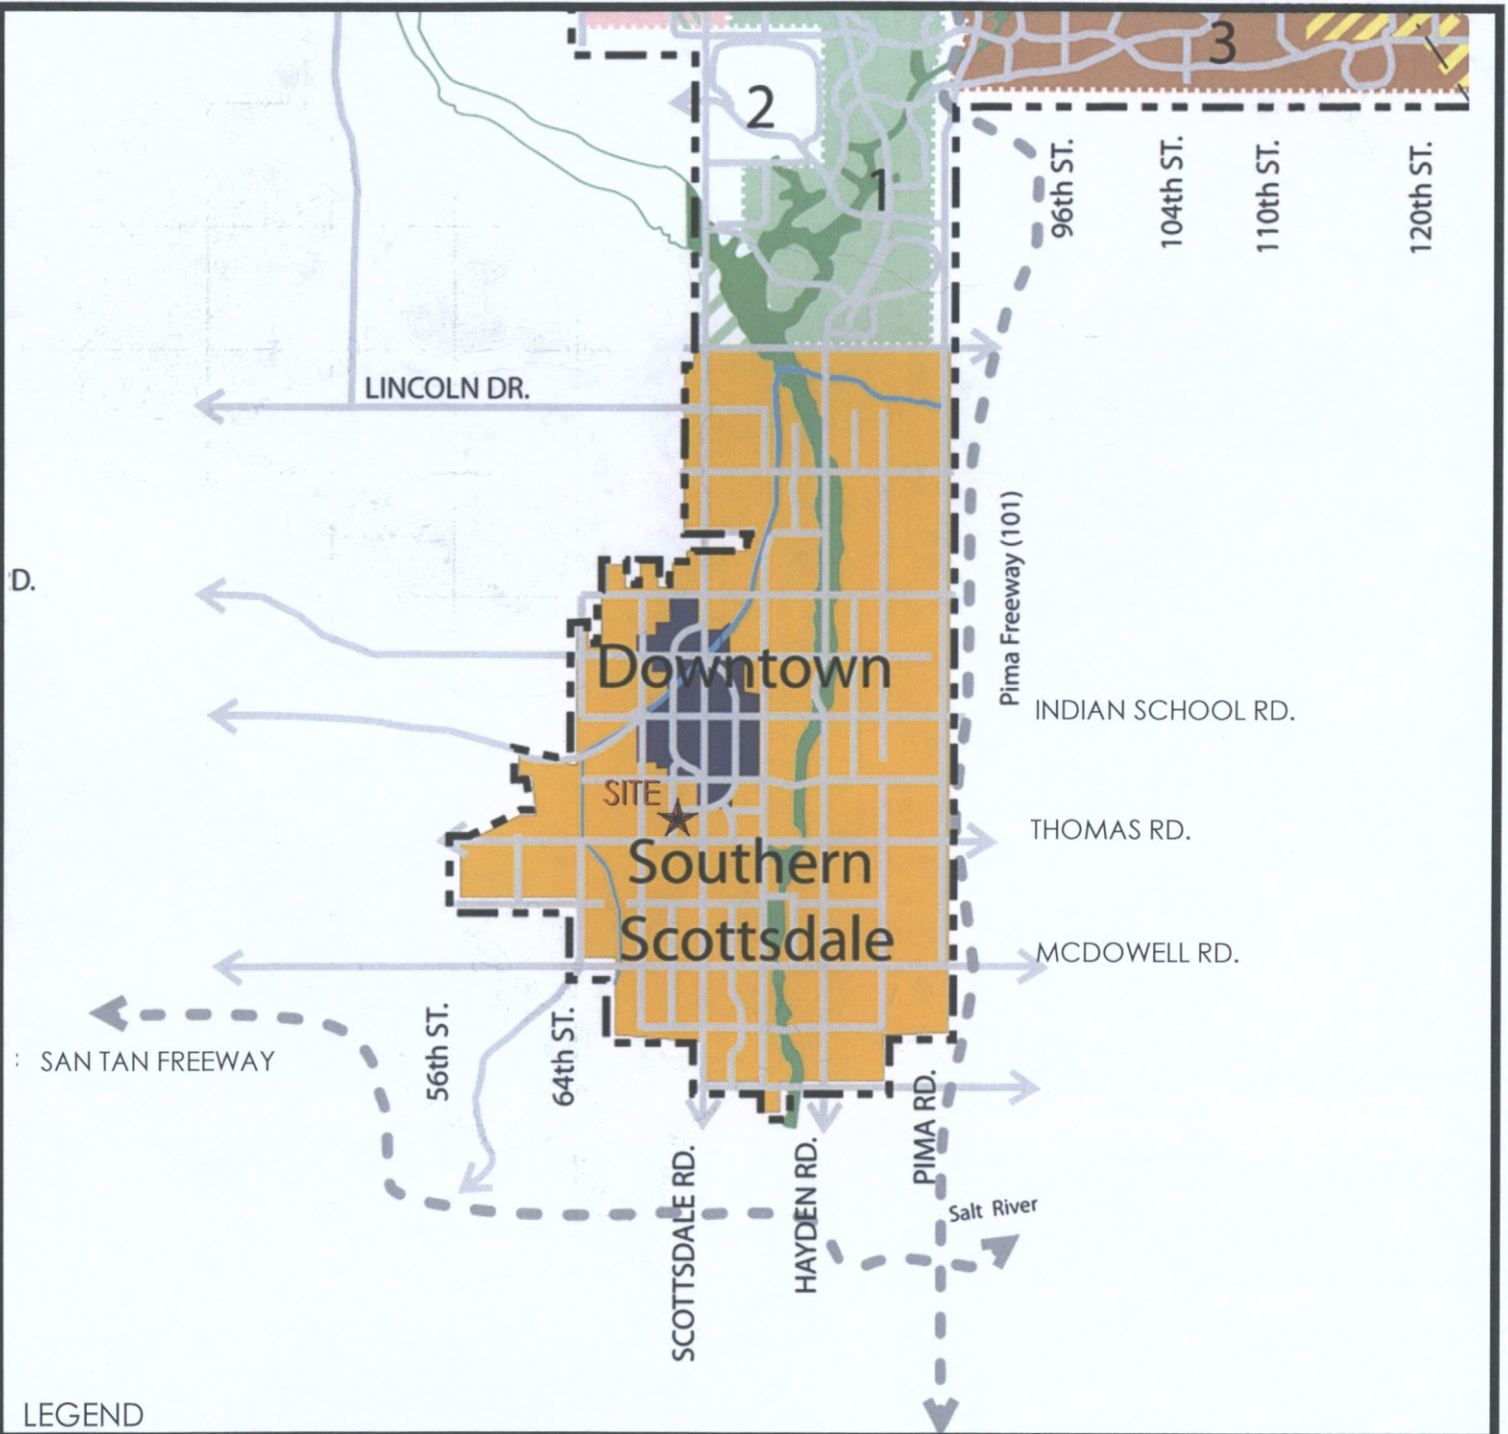 3
2
1
96th ST.
104th ST.
110th ST.
120th ST.
LINCOLN DR.
Pima Freeway (101)
D.
Downtown
INDIAN SCHOOL RD.
SITE
THOMAS RD.
Southern
Scottsdale
MCDOWELL RD.
56th ST.
64th ST.
SAN TAN FREEWAY
PIMA RD.
SCOTTSDALE RD.
HAYDEN RD.
Salt River
LEGEND